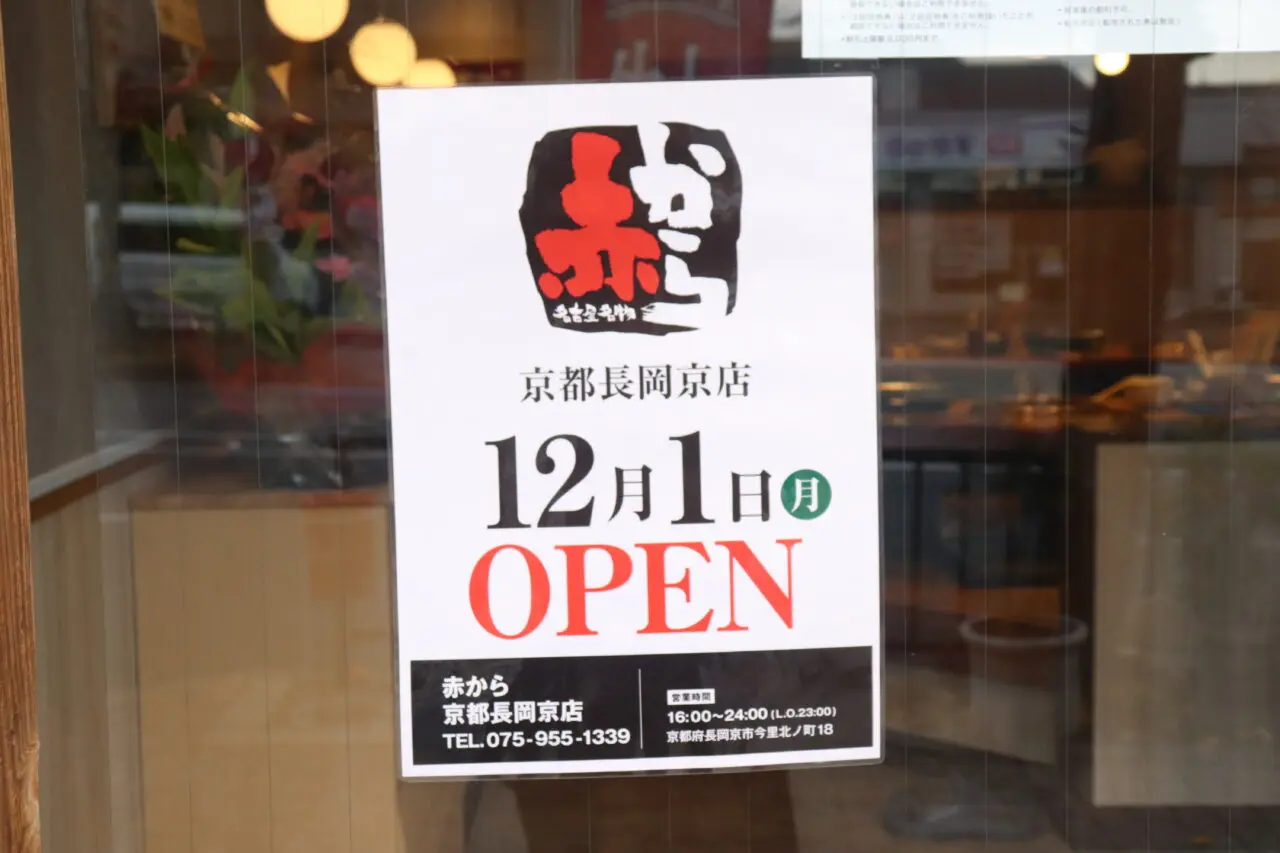 赤から
名古屋名物
京都長岡京店
12月1日月
OPEN
赤から
京都長岡京店
TEL.075-955-1339
営業時間
16:00〜24:00 (L.O.23:00)
京都府長岡京市今里北ノ町18